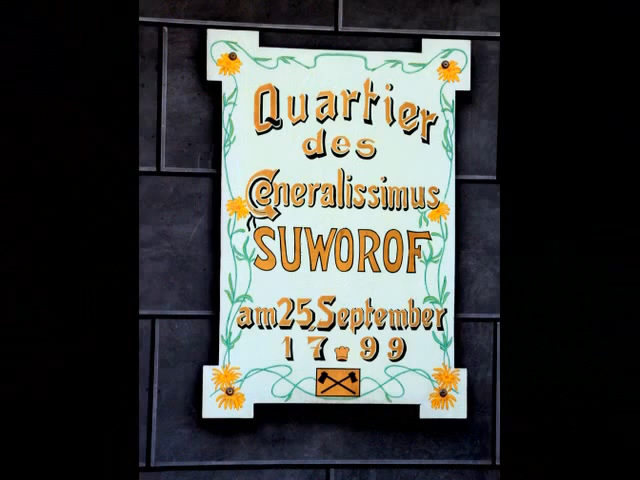 Quartier
des
Generalissimus
SUWOROF
am 25. September
1799